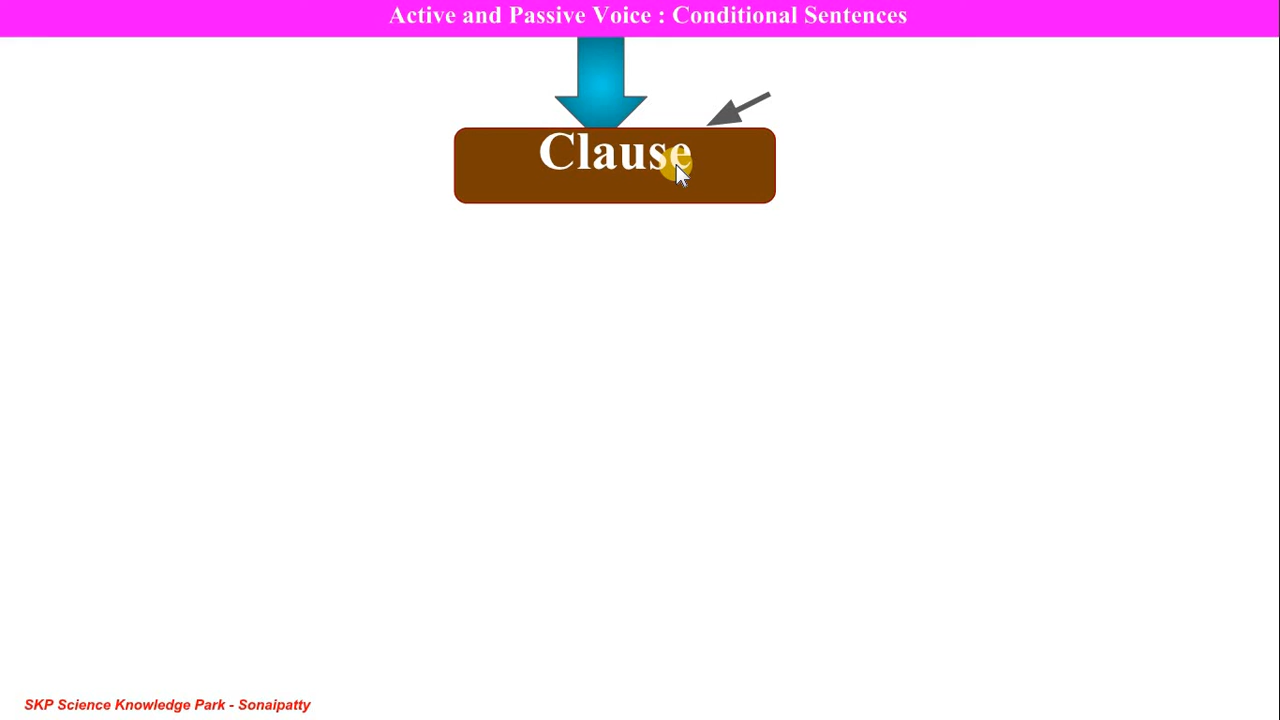 Active and Passive Voice : Conditional Sentences
Clause
SKP Science Knowledge Park - Sonaipatty